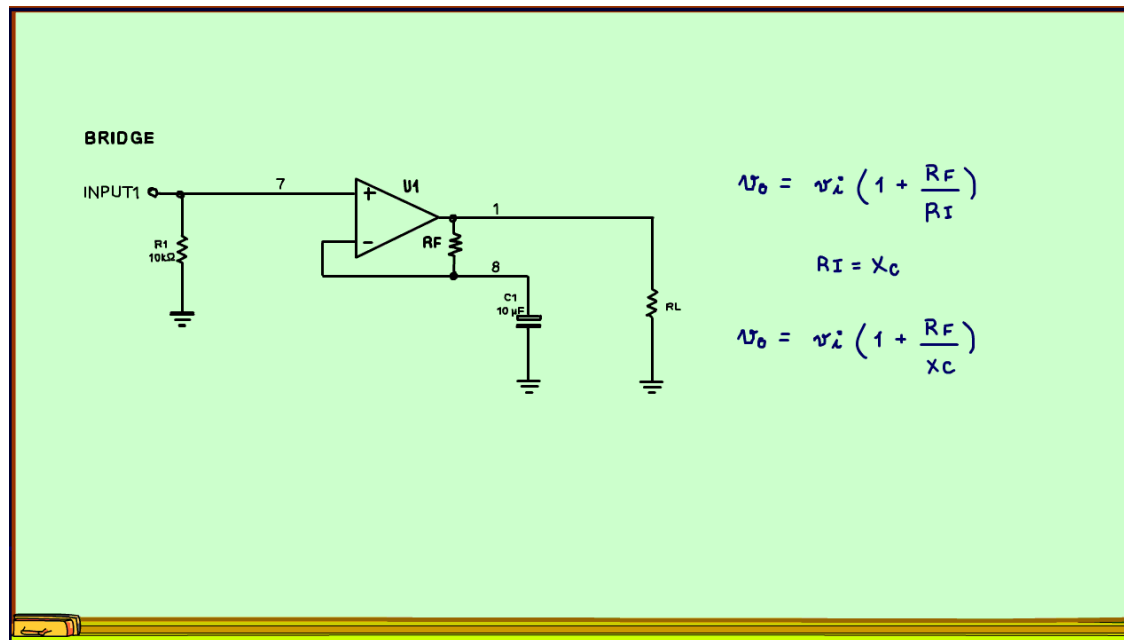 BRIDGE
INPUT1
7
+
U1
1
R1
10kΩ
−
RF
8
C1
10 µF
RL
vo = vi (1 + RF/RI)
RI = XC
vo = vi (1 + RF/XC)